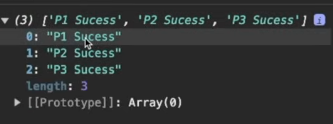 ▼ (3) ['P1 Sucess', 'P2 Sucess', 'P3 Sucess'] i
0: "P1 Sucess"
1: "P2 Sucess"
2: "P3 Sucess"
length: 3
▶ [[Prototype]]: Array(0)